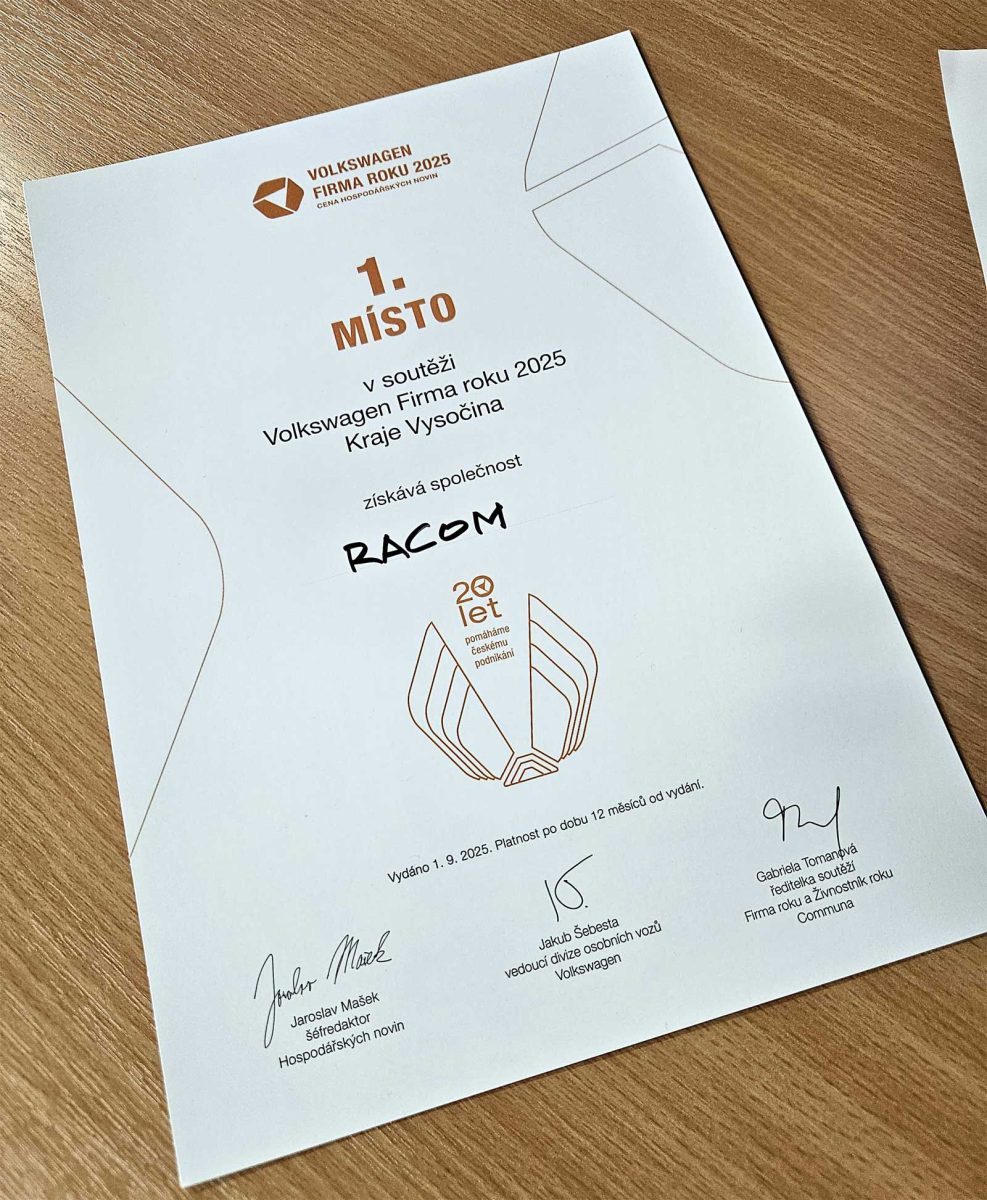 VOLKSWAGEN
FIRMA ROKU 2025
CENA HOSPODÁŘSKÝCH NOVIN
1.
MÍSTO
v soutěži
Volkswagen Firma roku 2025
Kraje Vysočina
získává společnost
RACOM
20
let
pomáháme
českému
podnikání
Vydáno 1. 9. 2025. Platnost po dobu 12 měsíců od vydání.
Jaroslav Mašek
Jaroslav Mašek
šéfredaktor
Hospodářských novin
Jakub Šebesta
vedoucí divize osobních vozů
Volkswagen
Gabriela Tomanová
ředitelka soutěží
Firma roku a Živnostník roku
Communa